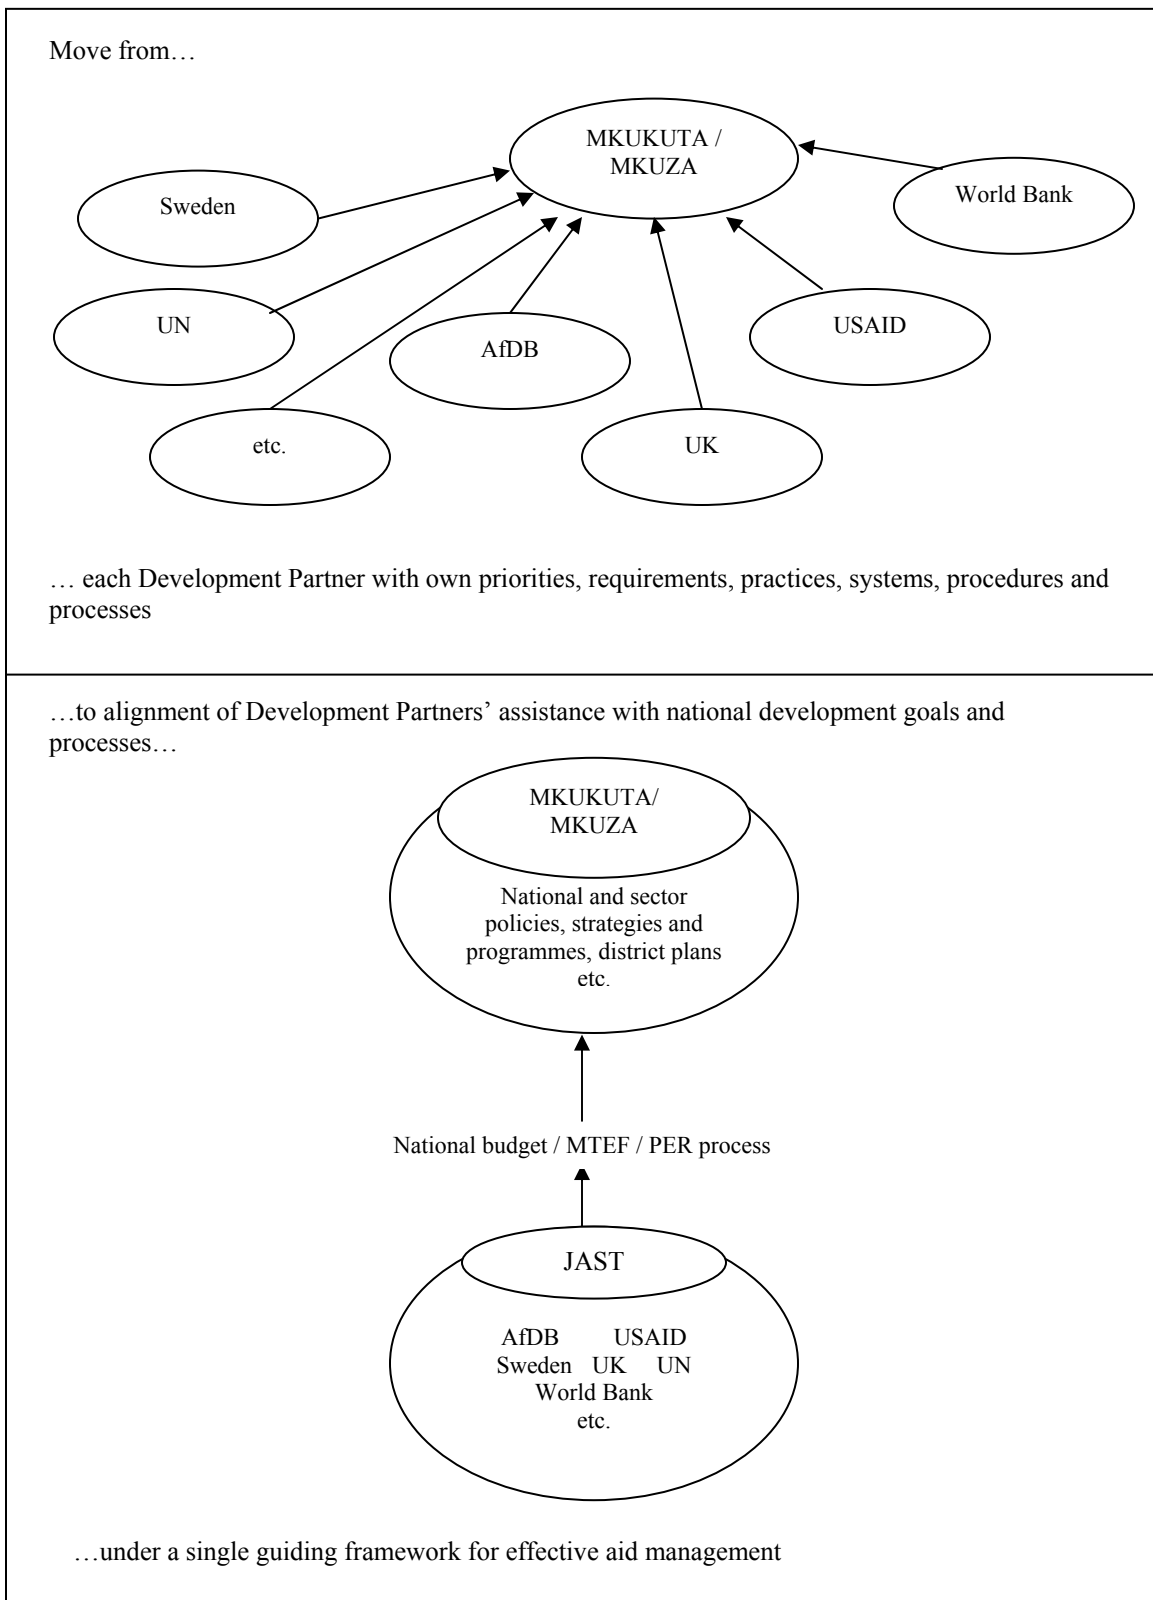 Move from…
MKUKUTA /
MKUZA
World Bank
Sweden
UN
AfDB
USAID
etc.
UK
… each Development Partner with own priorities, requirements, practices, systems, procedures and
processes
…to alignment of Development Partners’ assistance with national development goals and
processes…
MKUKUTA/
MKUZA
National and sector
policies, strategies and
programmes, district plans
etc.
National budget / MTEF / PER process
JAST
AfDB USAID
Sweden UK UN
World Bank
etc.
…under a single guiding framework for effective aid management